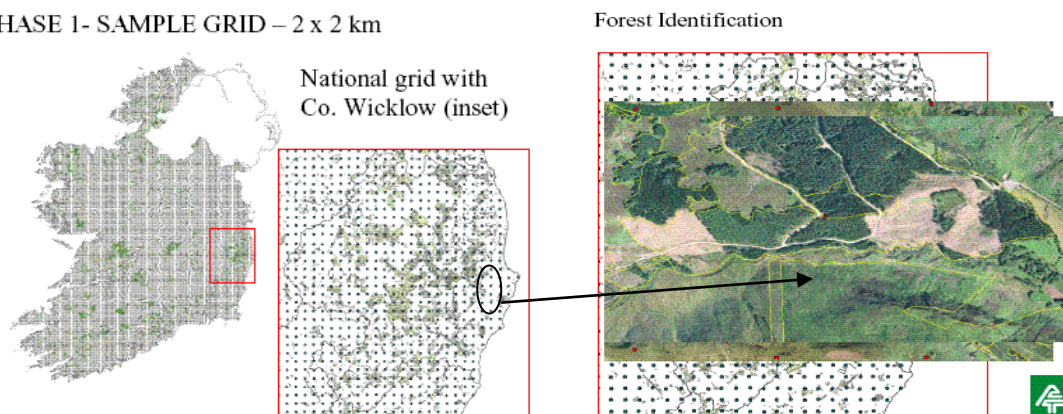 HASE 1- SAMPLE GRID – 2 x 2 km
Forest Identification
National grid with
Co. Wicklow (inset)